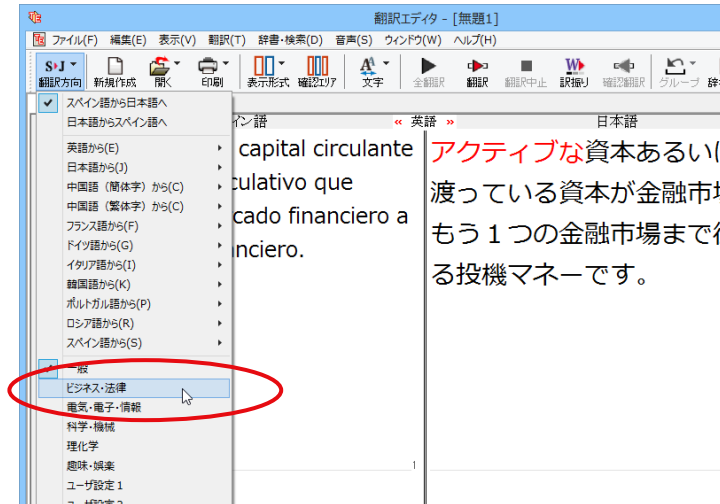 翻訳エディタ - [無題1]
ファイル(F) 編集(E) 表示(V) 翻訳(T) 辞書・検索(D) 音声(S) ウィンドウ(W) ヘルプ(H)
S▸J
翻訳方向 新規作成 開く 印刷 表示形式 確認エリア 文字 全翻訳 翻訳 翻訳中止 訳振り 確認翻訳 グループ
スペイン語から日本語へ
日本語からスペイン語へ
英語から(E)
日本語から(J)
中国語（簡体字）から(C)
中国語（繁体字）から(C)
フランス語から(F)
ドイツ語から(G)
イタリア語から(I)
韓国語から(K)
ポルトガル語から(P)
ロシア語から(R)
スペイン語から(S)
一般
ビジネス・法律
電気・電子・情報
科学・機械
理化学
趣味・娯楽
ユーザ設定1
イン語 « 英語 » 日本語
capital circulante
culativo que
cado financiero a
nciero.
1
アクティブな資本あるい
渡っている資本が金融市
もう１つの金融市場まで
る投機マネーです。